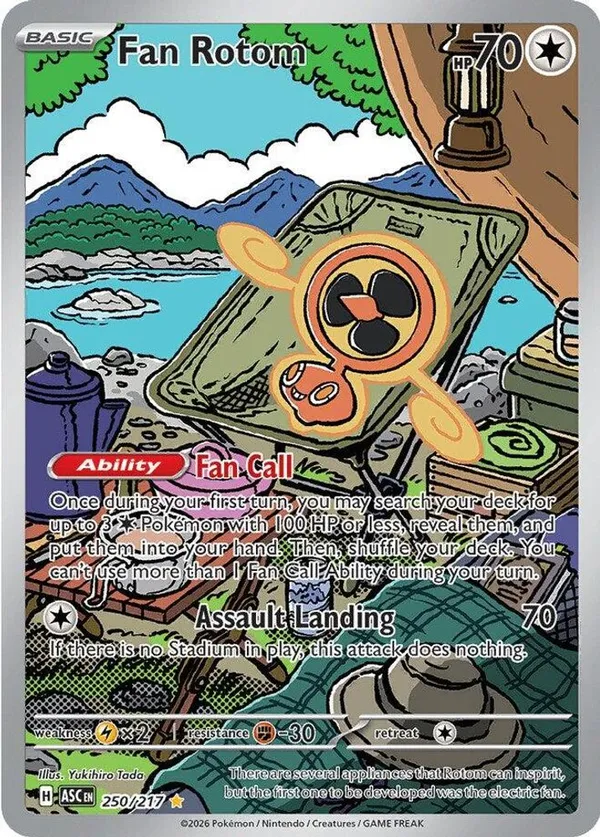 BASIC
Fan Rotom
HP 70
Ability Fan Call
Once during your first turn, you may search your deck for
up to 3 Pokémon with 100 HP or less, reveal them, and
put them into your hand. Then, shuffle your deck. You
can't use more than 1 Fan Call Ability during your turn.
Assault Landing 70
If there is no Stadium in play, this attack does nothing.
weakness ×2 resistance -30 retreat
Illus. Yukihiro Tada
There are several appliances that Rotom can inspirit,
but the first one to be developed was the electric fan.
H ASC EN 250/217
©2026 Pokémon / Nintendo / Creatures / GAME FREAK